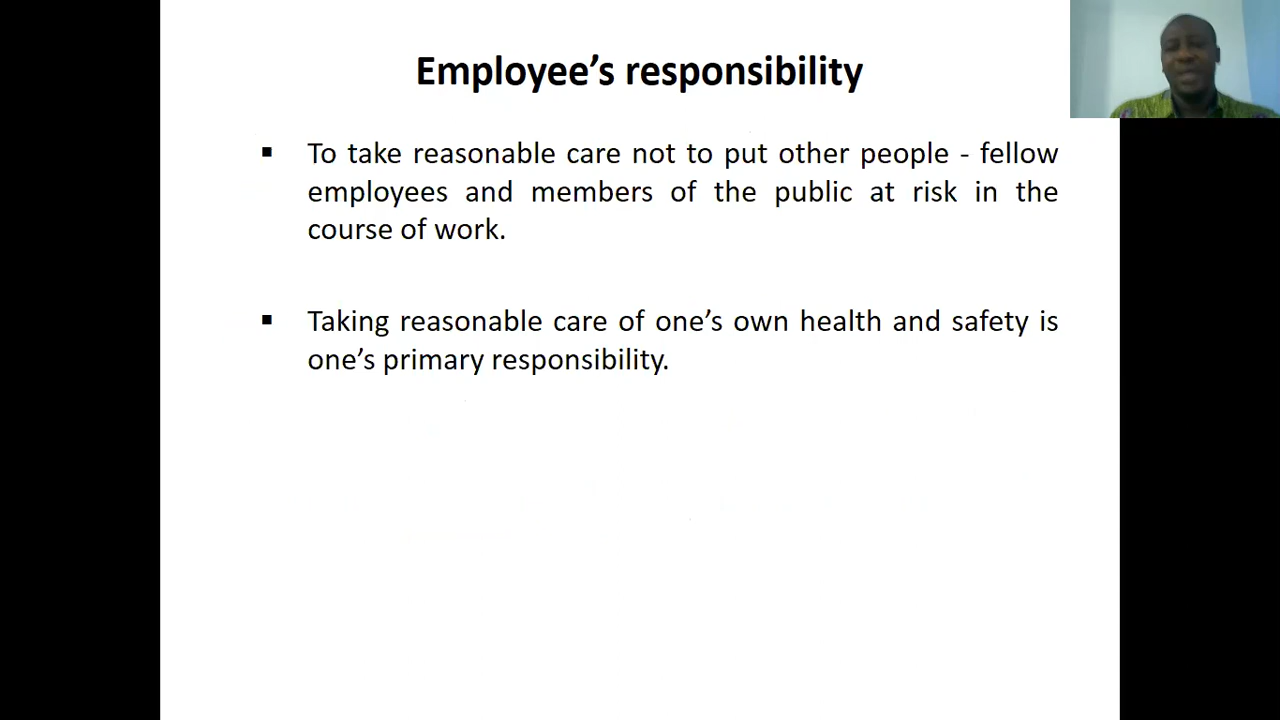 Employee’s responsibility
▪ To take reasonable care not to put other people - fellow
employees and members of the public at risk in the
course of work.
▪ Taking reasonable care of one’s own health and safety is
one’s primary responsibility.